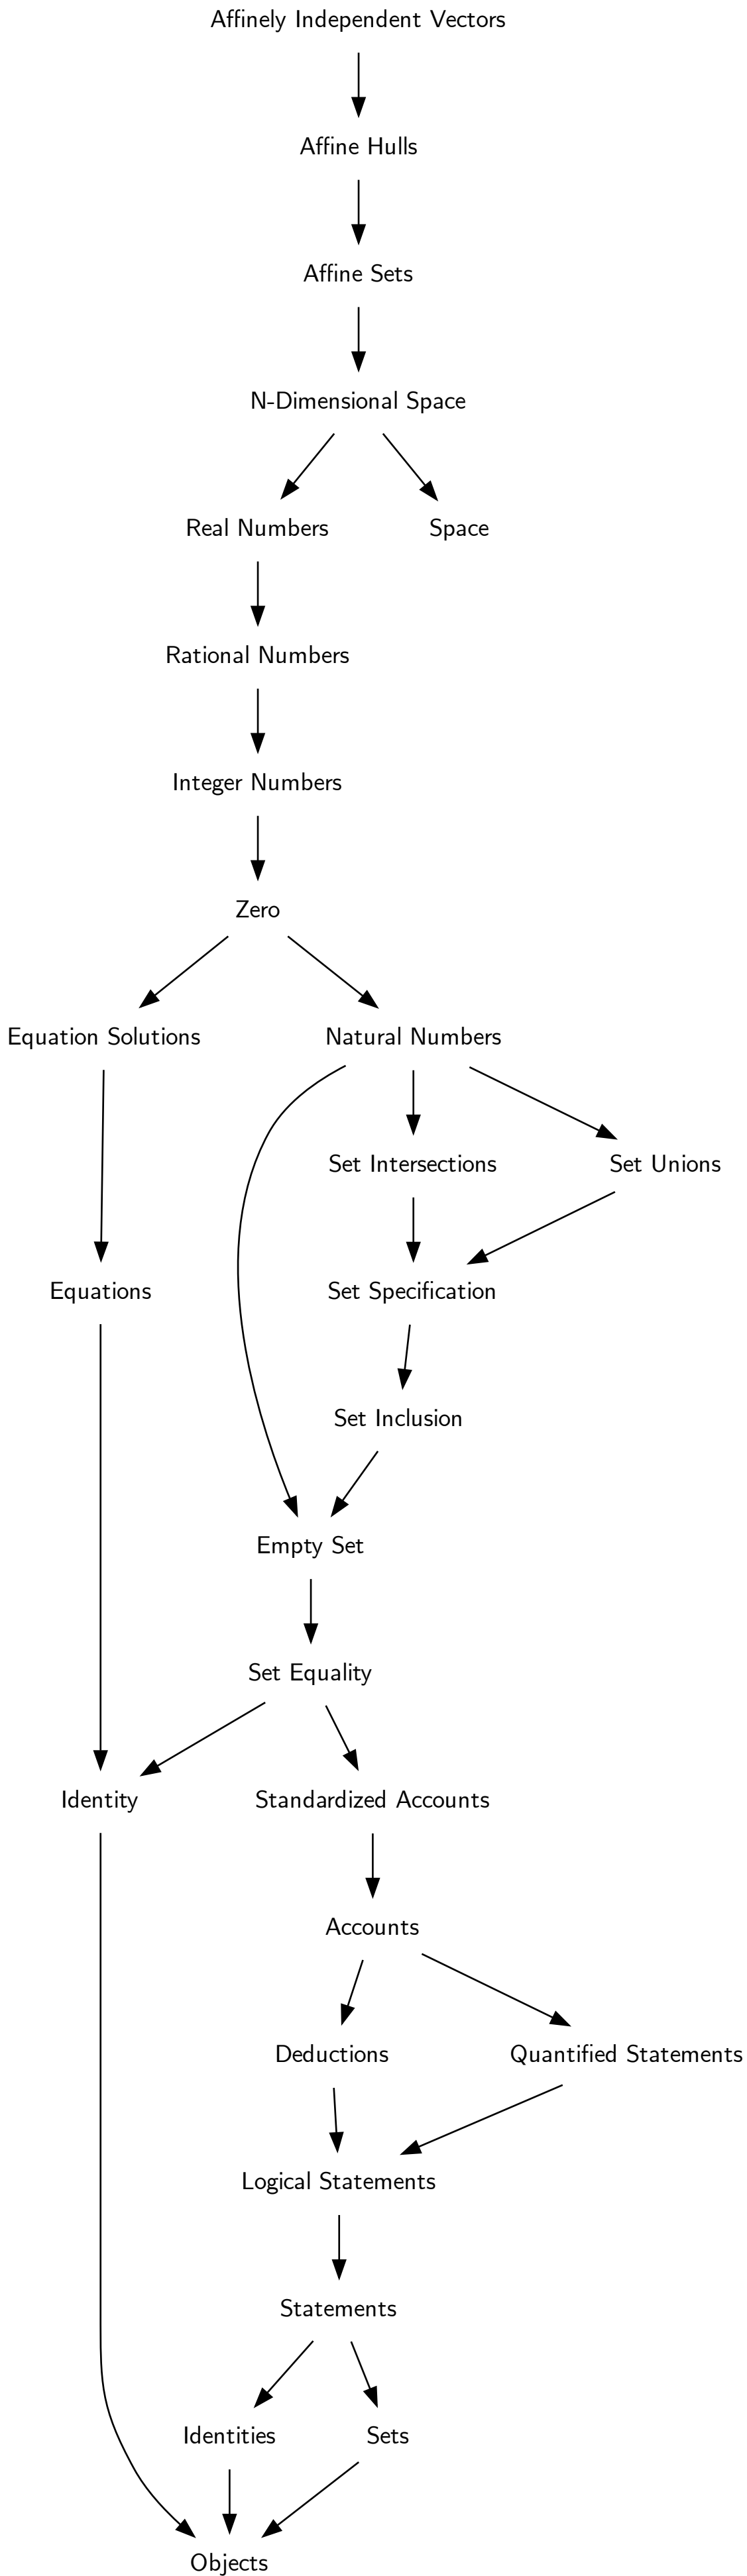 Affinely Independent Vectors
Affine Hulls
Affine Sets
N-Dimensional Space
Real Numbers
Space
Rational Numbers
Integer Numbers
Zero
Equation Solutions
Natural Numbers
Set Intersections
Set Unions
Equations
Set Specification
Set Inclusion
Empty Set
Set Equality
Identity
Standardized Accounts
Accounts
Deductions
Quantified Statements
Logical Statements
Statements
Identities
Sets
Objects